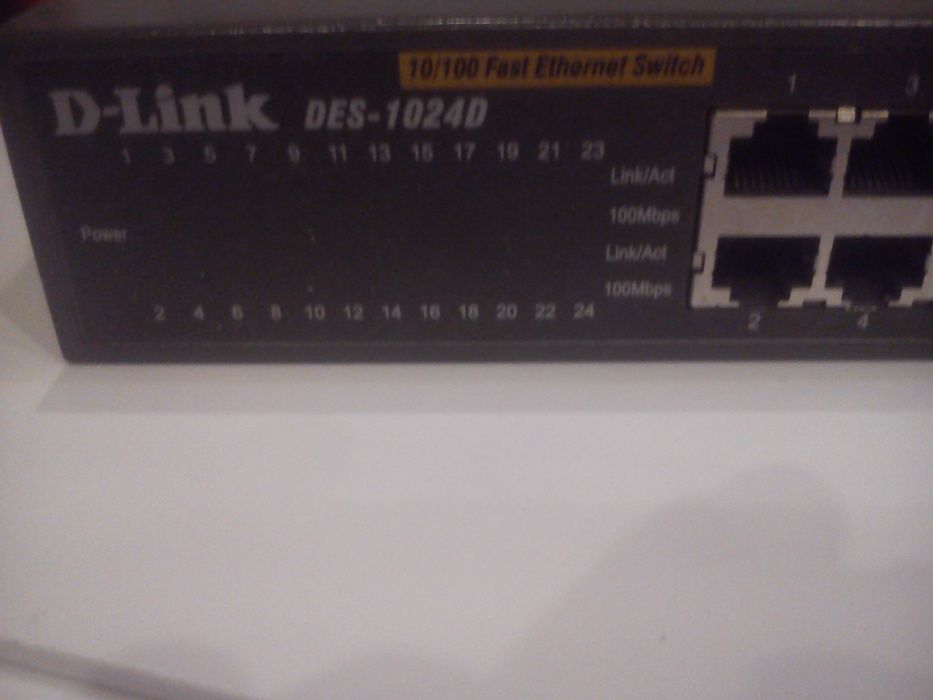 10/100 Fast Ethernet Switch
D-Link DES-1024D
1 3
1 3 5 7 9 11 13 15 17 19 21 23
Link/Act
100Mbps
Power
Link/Act
100Mbps
2 4 6 8 10 12 14 16 18 20 22 24
2 4